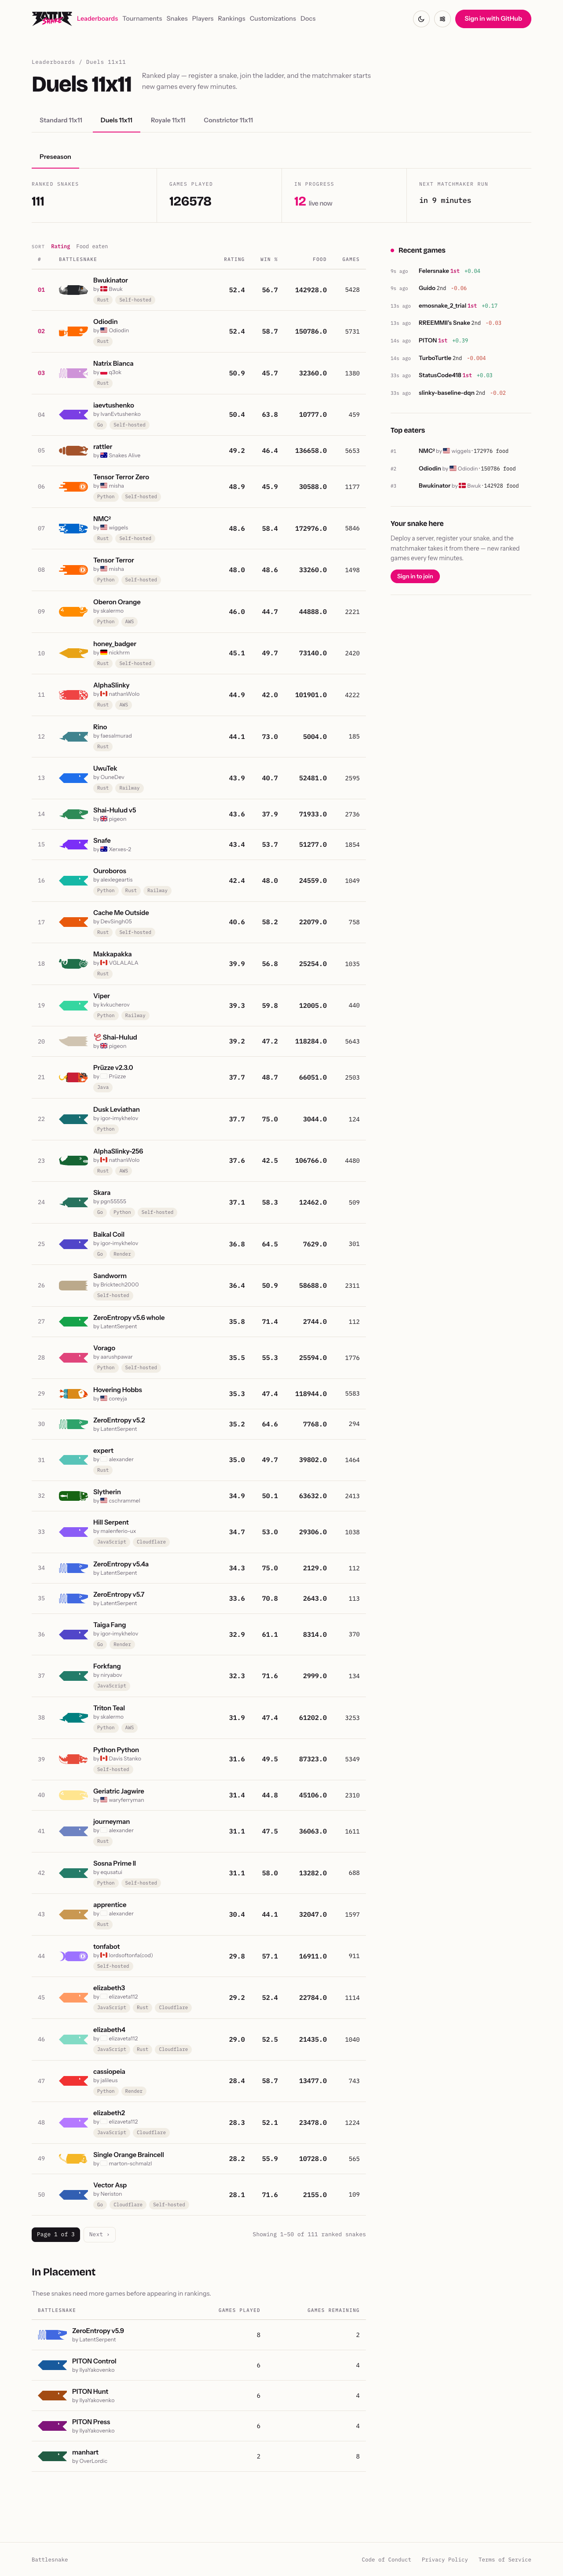 BATTLE SNAKE
Leaderboards Tournaments Snakes Players Rankings Customizations Docs
Sign in with GitHub
Leaderboards / Duels 11x11
Duels 11x11
Ranked play — register a snake, join the ladder, and the matchmaker starts
new games every few minutes.
Standard 11x11 Duels 11x11 Royale 11x11 Constrictor 11x11
Preseason
RANKED SNAKES
111
GAMES PLAYED
126578
IN PROGRESS
12 live now
NEXT MATCHMAKER RUN
in 9 minutes
SORT Rating Food eaten
# BATTLESNAKE RATING WIN % FOOD GAMES
01 Bwukinator 52.4 56.7 142928.0 5428
by Bwuk
Rust Self-hosted
02 Odiodin 52.4 58.7 150786.0 5731
by Odiodin
Rust
03 Natrix Bianca 50.9 45.7 32360.0 1380
by q3ok
Rust
04 iaevtushenko 50.4 63.8 10777.0 459
by IvanEvtushenko
Go Self-hosted
05 rattler 49.2 46.4 136658.0 5653
by Snakes Alive
06 Tensor Terror Zero 48.9 45.9 30588.0 1177
by misha
Python Self-hosted
07 NMC² 48.6 58.4 172976.0 5846
by wiggels
Rust Self-hosted
08 Tensor Terror 48.0 48.6 33260.0 1498
by misha
Python Self-hosted
09 Oberon Orange 46.0 44.7 44888.0 2221
by skalermo
Python AWS
10 honey_badger 45.1 49.7 73140.0 2420
by nickhmi
Rust Self-hosted
11 AlphaSlinky 44.9 42.0 101901.0 4222
by nathanWolo
Rust AWS
12 Rino 44.1 73.0 5004.0 185
by faesalmurad
Rust
13 UwuTek 43.9 40.7 52481.0 2595
by OuneDev
Rust Railway
14 Shai-Hulud v5 43.6 37.9 71933.0 2736
by pigeon
15 Snafe 43.4 53.7 51277.0 1854
by Xerxes-2
16 Ouroboros 42.4 48.0 24559.0 1049
by alexlegeartis
Python Rust Railway
17 Cache Me Outside 40.6 58.2 22079.0 758
by DevSingh05
Rust Self-hosted
18 Makkapakka 39.9 56.8 25254.0 1035
by VGLALALA
Rust
19 Viper 39.3 59.8 12005.0 440
by kvkucherov
Python Railway
20 Shai-Hulud 39.2 47.2 118284.0 5643
by pigeon
21 Prüzze v2.3.0 37.7 48.7 66051.0 2503
by Prüzze
Java
22 Dusk Leviathan 37.7 75.0 3044.0 124
by igor-imykhelov
Python
23 AlphaSlinky-256 37.6 42.5 106766.0 4480
by nathanWolo
Rust AWS
24 Skara 37.1 58.3 12462.0 509
by pgn55555
Go Python Self-hosted
25 Baikal Coil 36.8 64.5 7629.0 301
by igor-imykhelov
Go Render
26 Sandworm 36.4 50.9 58688.0 2311
by Bricktech2000
Self-hosted
27 ZeroEntropy v5.6 whole 35.8 71.4 2744.0 112
by LatentSerpent
28 Vorago 35.5 55.3 25594.0 1776
by aarushpawar
Python Self-hosted
29 Hovering Hobbs 35.3 47.4 118944.0 5583
by coreyja
30 ZeroEntropy v5.2 35.2 64.6 7768.0 294
by LatentSerpent
31 expert 35.0 49.7 39802.0 1464
by alexander
Rust
32 Slytherin 34.9 50.1 63632.0 2413
by cschrammel
33 Hill Serpent 34.7 53.0 29306.0 1038
by malenferio-ux
JavaScript Cloudflare
34 ZeroEntropy v5.4a 34.3 75.0 2129.0 112
by LatentSerpent
35 ZeroEntropy v5.7 33.6 70.8 2643.0 113
by LatentSerpent
36 Taiga Fang 32.9 61.1 8314.0 370
by igor-imykhelov
Go Render
37 Forkfang 32.3 71.6 2999.0 134
by niryabov
JavaScript
38 Triton Teal 31.9 47.4 61202.0 3253
by skalermo
Python AWS
39 Python Python 31.6 49.5 87323.0 5349
by Davis Stanko
Self-hosted
40 Geriatric Jagwire 31.4 44.8 45106.0 2310
by waryferryman
41 journeyman 31.1 47.5 36063.0 1611
by alexander
Rust
42 Sosna Prime II 31.1 58.0 13282.0 688
by equsatui
Python Self-hosted
43 apprentice 30.4 44.1 32047.0 1597
by alexander
Rust
44 tonfabot 29.8 57.1 16911.0 911
by lordsoftonfa(cod)
Self-hosted
45 elizabeth3 29.2 52.4 22784.0 1114
by elizaveta112
JavaScript Rust Cloudflare
46 elizabeth4 29.0 52.5 21435.0 1040
by elizaveta112
JavaScript Rust Cloudflare
47 cassiopeia 28.4 58.7 13477.0 743
by jalileus
Python Render
48 elizabeth2 28.3 52.1 23478.0 1224
by elizaveta112
JavaScript Cloudflare
49 Single Orange Braincell 28.2 55.9 10728.0 565
by marton-schmalzl
50 Vector Asp 28.1 71.6 2155.0 109
by Neriston
Go Cloudflare Self-hosted
Page 1 of 3 Next ›
Showing 1–50 of 111 ranked snakes
Recent games
9s ago Felersnake 1st +0.04
9s ago Guido 2nd -0.06
13s ago emosnake_2_trial 1st +0.17
13s ago RREEMMII's Snake 2nd -0.03
14s ago PITON 1st +0.39
14s ago TurboTurtle 2nd -0.004
33s ago StatusCode418 1st +0.03
33s ago slinky-baseline-dqn 2nd -0.02
Top eaters
#1 NMC² by wiggels · 172976 food
#2 Odiodin by Odiodin · 150786 food
#3 Bwukinator by Bwuk · 142928 food
Your snake here
Deploy a server, register your snake, and the
matchmaker takes it from there — new ranked
games every few minutes.
Sign in to join
In Placement
These snakes need more games before appearing in rankings.
BATTLESNAKE GAMES PLAYED GAMES REMAINING
ZeroEntropy v5.9 8 2
by LatentSerpent
PITON Control 6 4
by IlyaYakovenko
PITON Hunt 6 4
by IlyaYakovenko
PITON Press 6 4
by IlyaYakovenko
manhart 2 8
by OverLordic
Battlesnake
Code of Conduct Privacy Policy Terms of Service